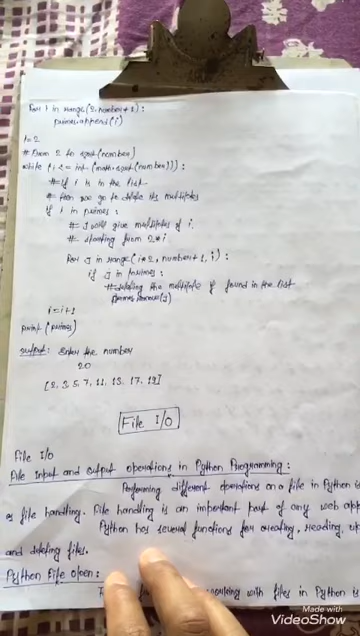 for i in range(2, number+1):
primes.append(i)
i=2
# from 2 to sqrt(number)
while (i <= int(math.sqrt(number))):
#if i is in the list
# then we go to delete its multiples
if i in primes:
# J will give multiples of i,
# starting form 2*i
for J in range(i*2, number+1, i):
if J in primes:
#deleting the multiple if found in the list
primes.remove(J)
i=i+1
print(primes)
output: Enter the number
20
[2, 3, 5, 7, 11, 13, 17, 19]
File I/O
File I/O
File Input and output operations in Python Programming:
Performing different operations on a file in Python is
file handling. File handling is an important part of any web app
Python has several functions for creating, reading, up
and deleting files.
Python File open:
working with files in Python is
Made with
VideoShow